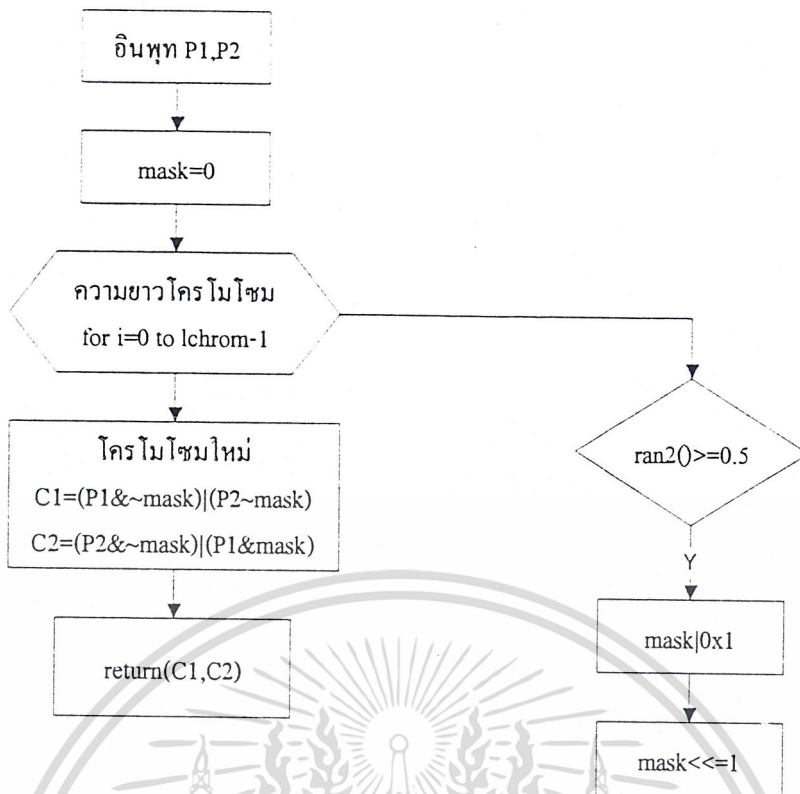 อินพุท P1,P2
mask=0
ความยาวโครโมโซม
for i=0 to lchrom-1
โครโมโซมใหม่
C1=(P1&~mask)|(P2~mask)
C2=(P2&~mask)|(P1&mask)
return(C1,C2)
ran2()>=0.5
Y
mask|0x1
mask<<=1